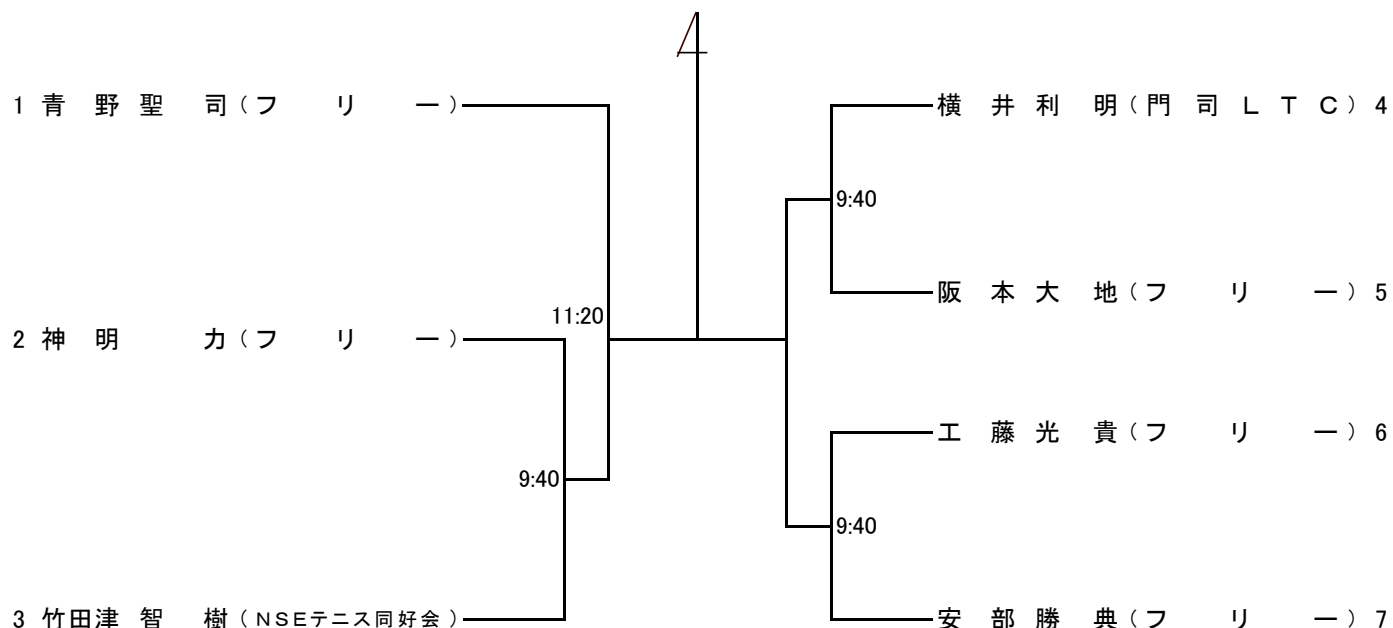 1 青野聖司(フリー)
横井利明(門司LTC) 4
9:40
阪本大地(フリー) 5
11:20
2 神明力(フリー)
工藤光貴(フリー) 6
9:40
9:40
3 竹田津智樹(NSEテニス同好会)
安部勝典(フリー) 7